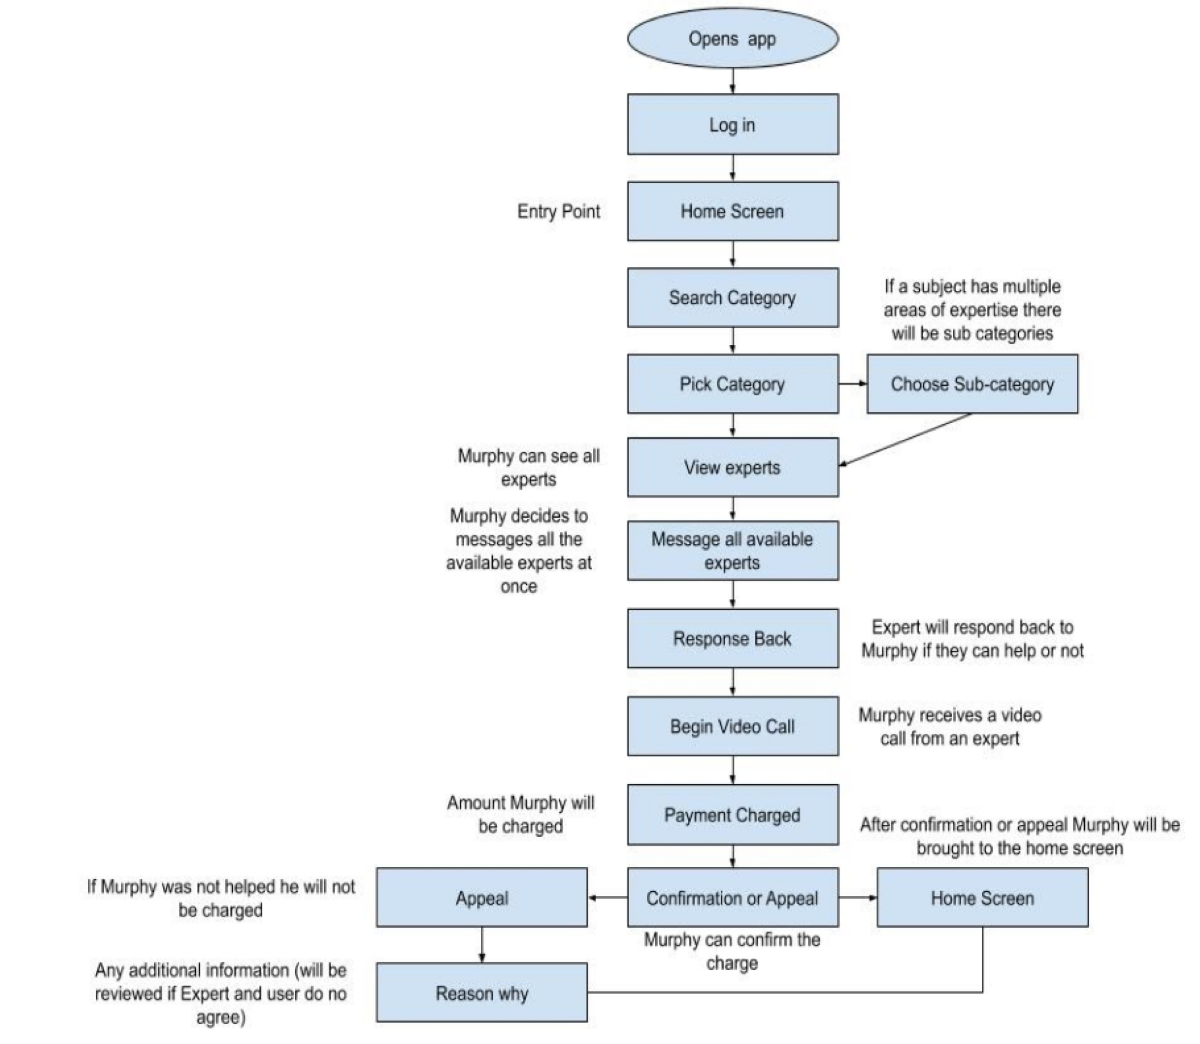 Opens app
Log in
Entry Point
Home Screen
Search Category
If a subject has multiple
areas of expertise there
will be sub categories
Pick Category
Choose Sub-category
Murphy can see all
experts
View experts
Murphy decides to
messages all the
available experts at
once
Message all available
experts
Response Back
Expert will respond back to
Murphy if they can help or not
Begin Video Call
Murphy receives a video
call from an expert
Amount Murphy will
be charged
Payment Charged
After confirmation or appeal Murphy will be
brought to the home screen
If Murphy was not helped he will not
be charged
Appeal
Confirmation or Appeal
Home Screen
Murphy can confirm the
charge
Any additional information (will be
reviewed if Expert and user do no
agree)
Reason why